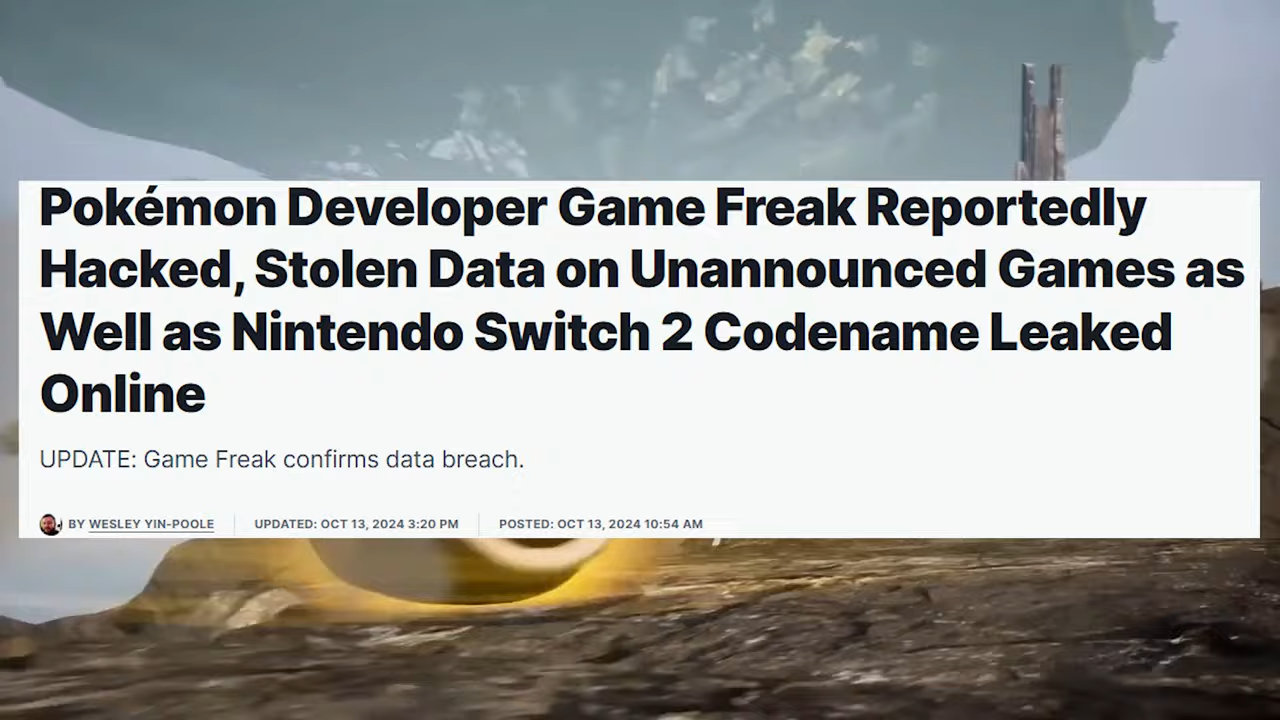 Pokémon Developer Game Freak Reportedly
Hacked, Stolen Data on Unannounced Games as
Well as Nintendo Switch 2 Codename Leaked
Online
UPDATE: Game Freak confirms data breach.
BY WESLEY YIN-POOLE UPDATED: OCT 13, 2024 3:20 PM POSTED: OCT 13, 2024 10:54 AM